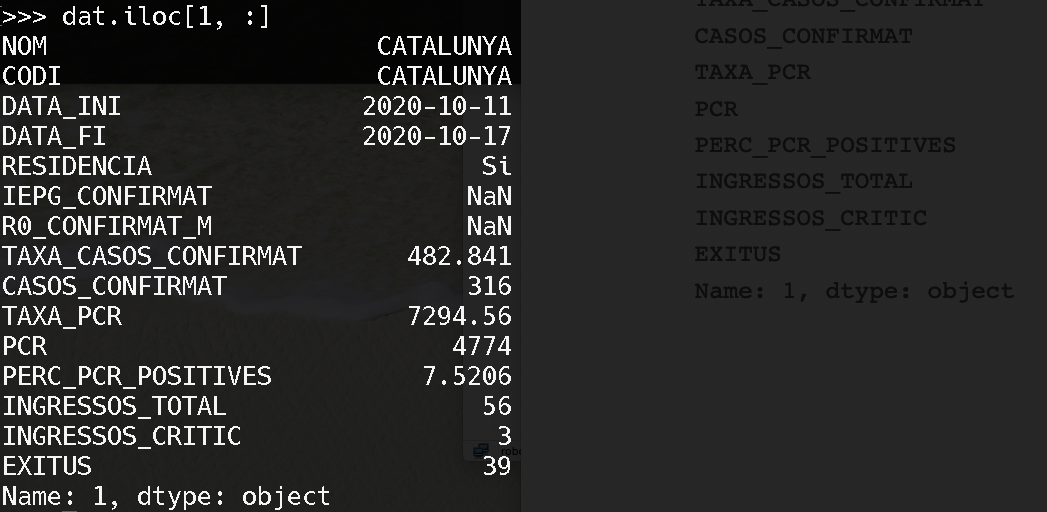 >>> dat.iloc[1, :]
NOM CATALUNYA
CODI CATALUNYA
DATA_INI 2020-10-11
DATA_FI 2020-10-17
RESIDENCIA Si
IEPG_CONFIRMAT NaN
R0_CONFIRMAT_M NaN
TAXA_CASOS_CONFIRMAT 482.841
CASOS_CONFIRMAT 316
TAXA_PCR 7294.56
PCR 4774
PERC_PCR_POSITIVES 7.5206
INGRESSOS_TOTAL 56
INGRESSOS_CRITIC 3
EXITUS 39
Name: 1, dtype: object
TAXA_CASOS_CONFIRMAT
CASOS_CONFIRMAT
TAXA_PCR
PCR
PERC_PCR_POSITIVES
INGRESSOS_TOTAL
INGRESSOS_CRITIC
EXITUS
Name: 1, dtype: object